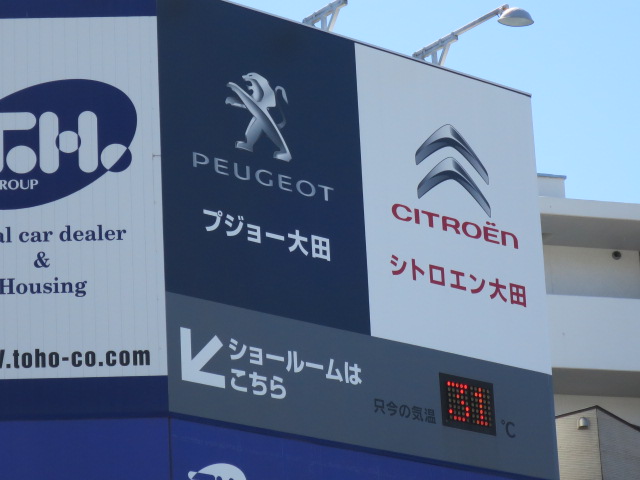 ToHo
GROUP
al car dealer
&
Housing
.toho-co.com
PEUGEOT
プジョー大田
CITROËN
シトロエン大田
ショールームは
こちら
只今の気温 31 ℃